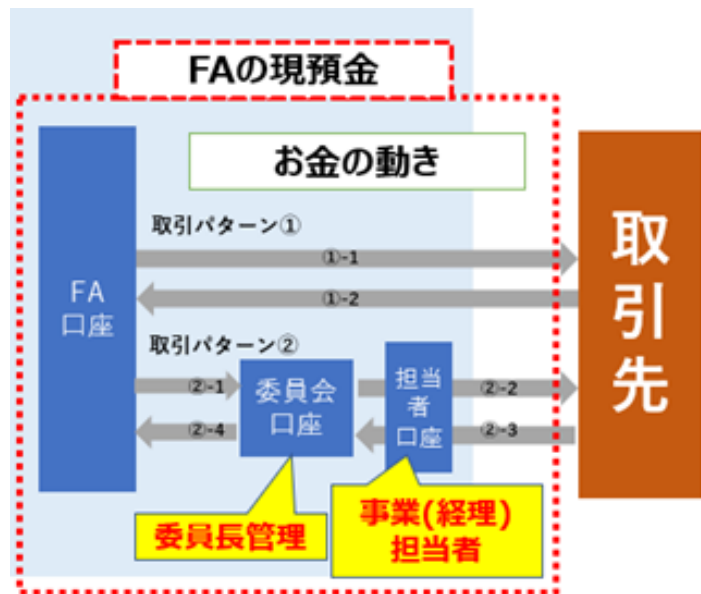 FAの現預金
お金の動き
取引パターン①
①-1
①-2
FA
口座
取引パターン②
②-1
②-4
委員会
口座
担当
者
口座
②-2
②-3
取
引
先
委員長管理
事業(経理)
担当者